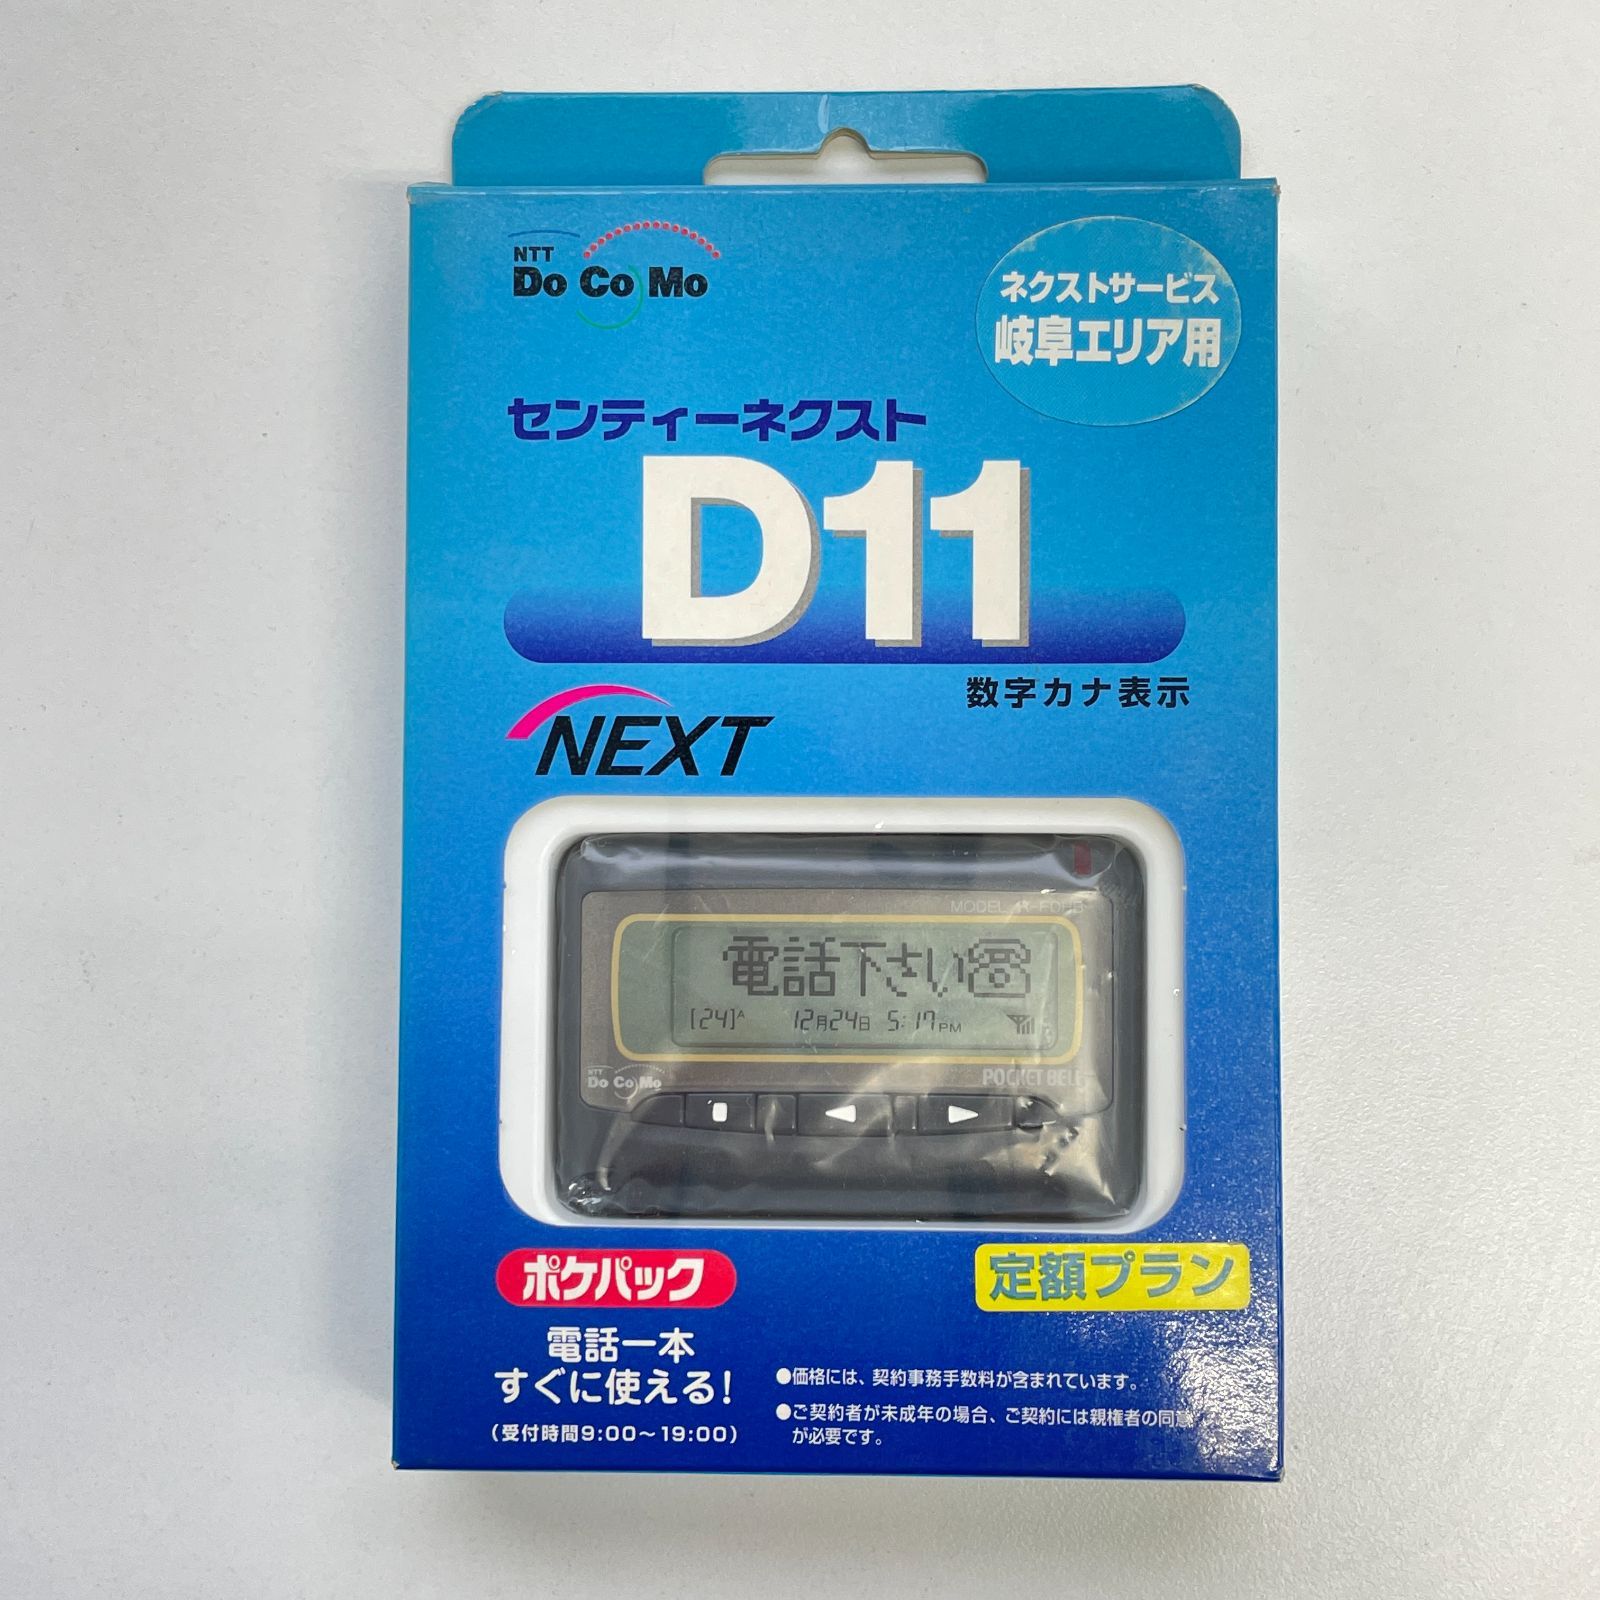 NTT
DoCoMo
ネクストサービス
岐阜エリア用
センティーネクスト
D11
数字カナ表示
NEXT
MODEL
電話下さい
[24]A 12月24日 5:17PM
NTT
DoCoMo
POCKET BELL
ポケパック
定額プラン
電話一本
すぐに使える!
(受付時間9:00〜19:00)
●価格には、契約事務手数料が含まれています。
●ご契約者が未成年の場合、ご契約には親権者の同意
が必要です。